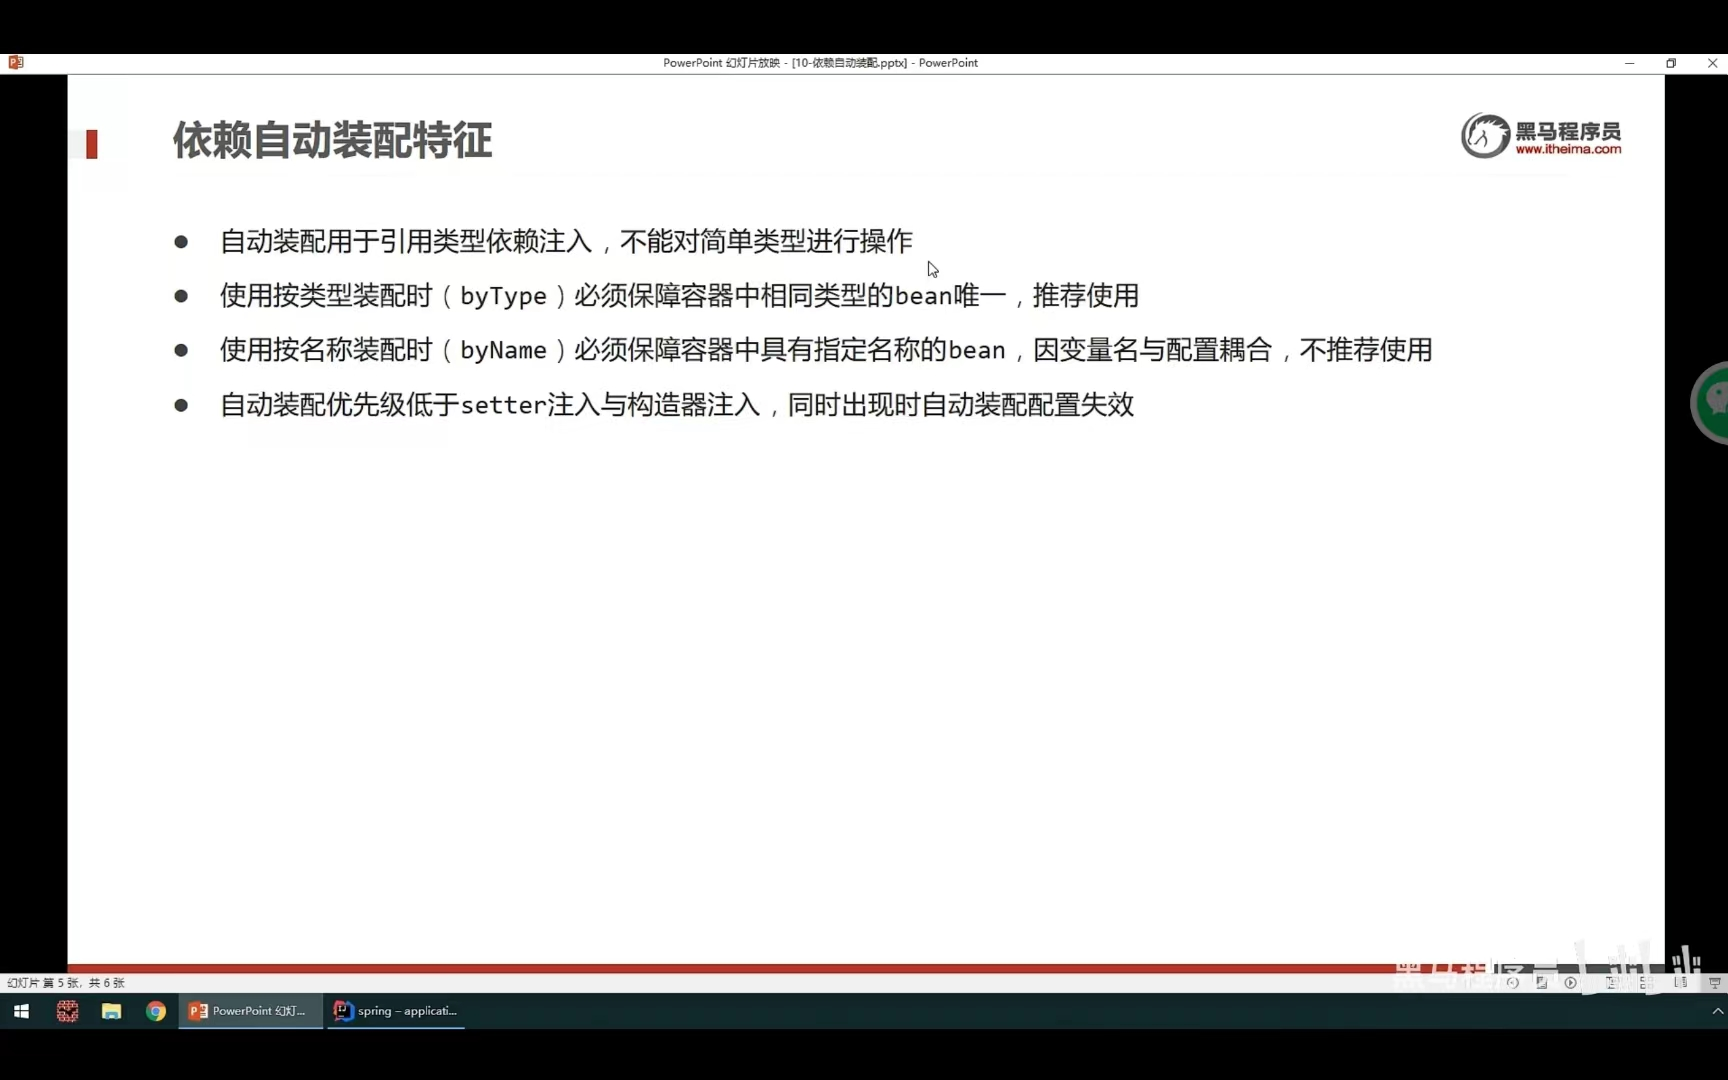 PowerPoint 幻灯片放映 - [10-依赖自动装配.pptx] - PowerPoint
依赖自动装配特征
黑马程序员
www.itheima.com
自动装配用于引用类型依赖注入，不能对简单类型进行操作
使用按类型装配时（byType）必须保障容器中相同类型的bean唯一，推荐使用
使用按名称装配时（byName）必须保障容器中具有指定名称的bean，因变量名与配置耦合，不推荐使用
自动装配优先级低于setter注入与构造器注入，同时出现时自动装配配置失效
黑马程序员
幻灯片 第 5 张，共 6 张
PowerPoint 幻灯...
spring – applicati...